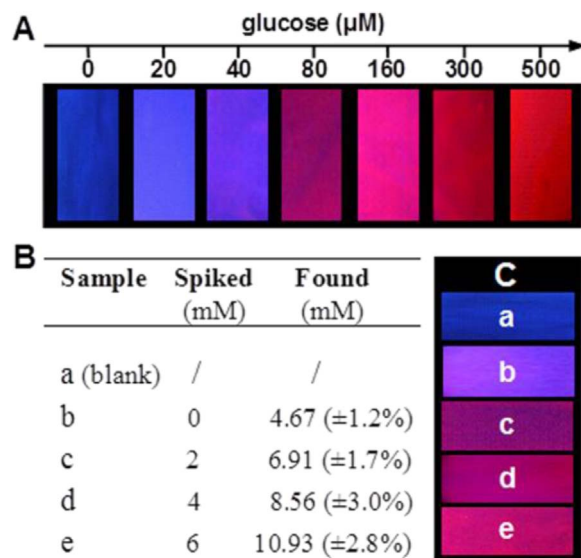 A
glucose (µM)
0 20 40 80 160 300 500
B
Sample Spiked Found
(mM) (mM)
a (blank) / /
b 0 4.67 (±1.2%)
c 2 6.91 (±1.7%)
d 4 8.56 (±3.0%)
e 6 10.93 (±2.8%)
C
a
b
c
d
e